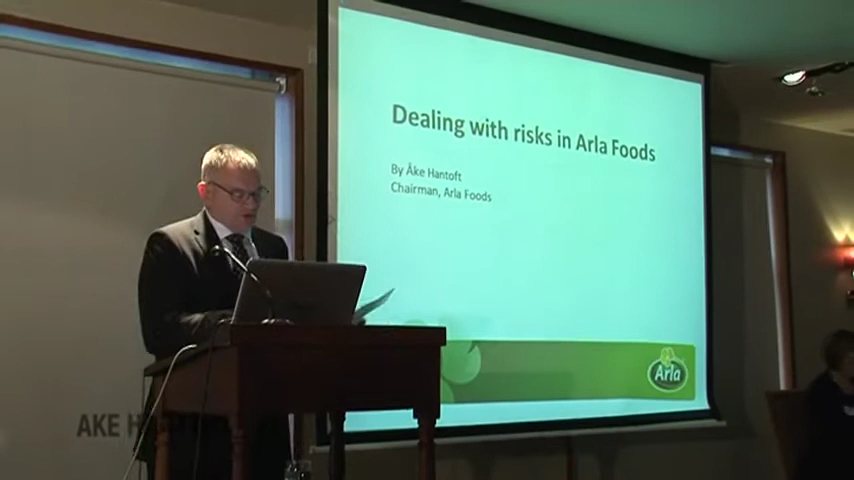 Dealing with risks in Arla Foods
By Åke Hantoft
Chairman, Arla Foods
Arla
AKE H